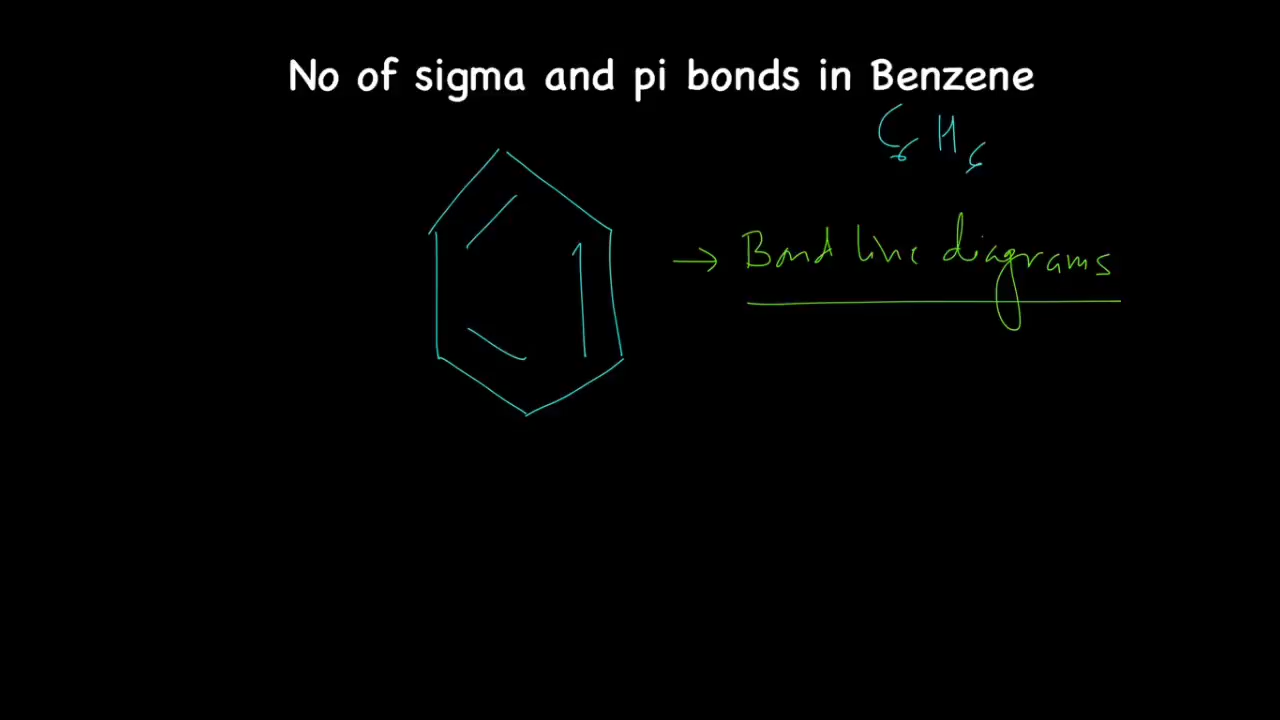 No of sigma and pi bonds in Benzene
C6H6
→ Bond line diagrams